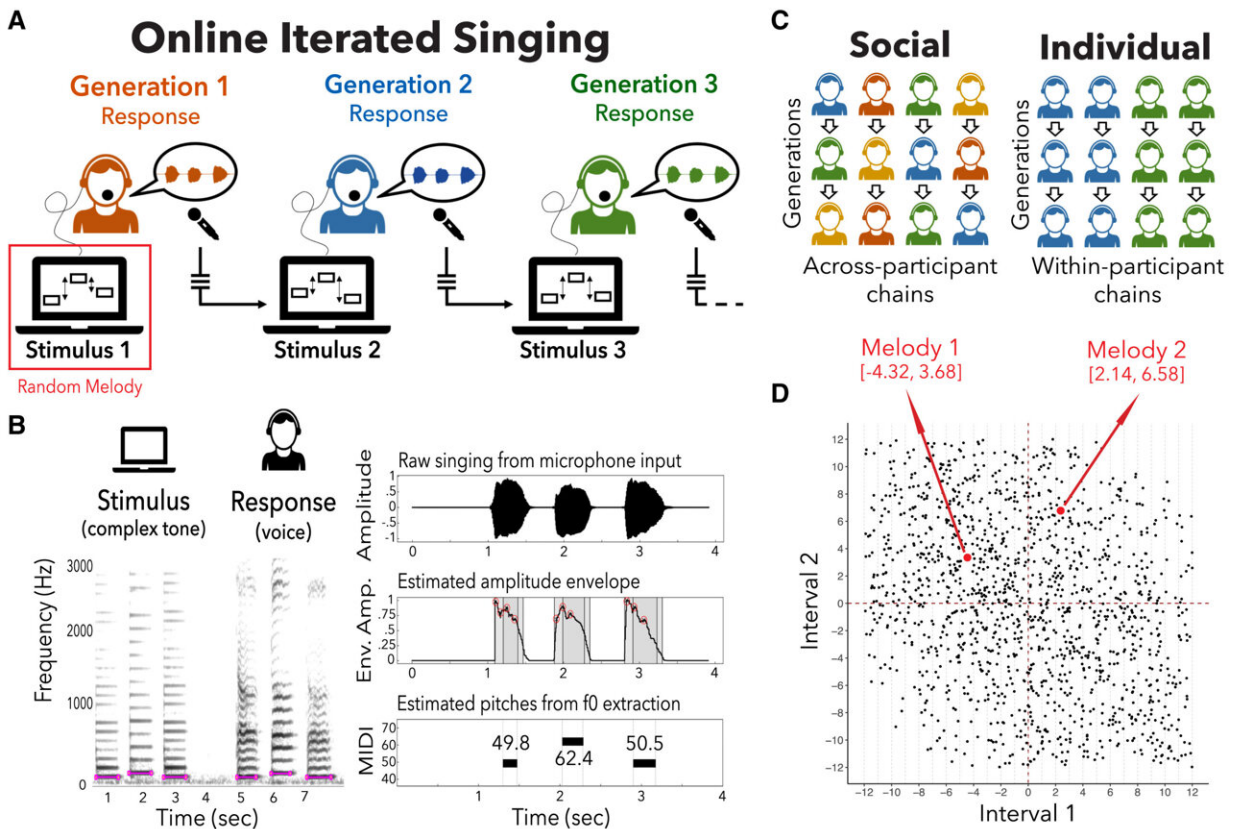 A
Online Iterated Singing
Generation 1
Response
Generation 2
Response
Generation 3
Response
Stimulus 1
Stimulus 2
Stimulus 3
Random Melody
B
Stimulus
(complex tone)
Response
(voice)
Frequency (Hz)
3000
2000
1000
0
1 2 3 4 5 6 7
Time (sec)
Raw singing from microphone input
Amplitude
1
.5
0
-.5
-1
0 1 2 3 4
Estimated amplitude envelope
Env. Amp.
1
.75
.5
.25
0
0 1 2 3 4
Estimated pitches from f0 extraction
MIDI
70
60
50
40
49.8
62.4
50.5
0 1 2 3 4
Time (sec)
C
Social
Individual
Generations
Generations
Across-participant
chains
Within-participant
chains
Melody 1
[-4.32, 3.68]
Melody 2
[2.14, 6.58]
D
Interval 2
12
10
8
6
4
2
0
-2
-4
-6
-8
-10
-12
-12 -10 -8 -6 -4 -2 0 2 4 6 8 10 12
Interval 1